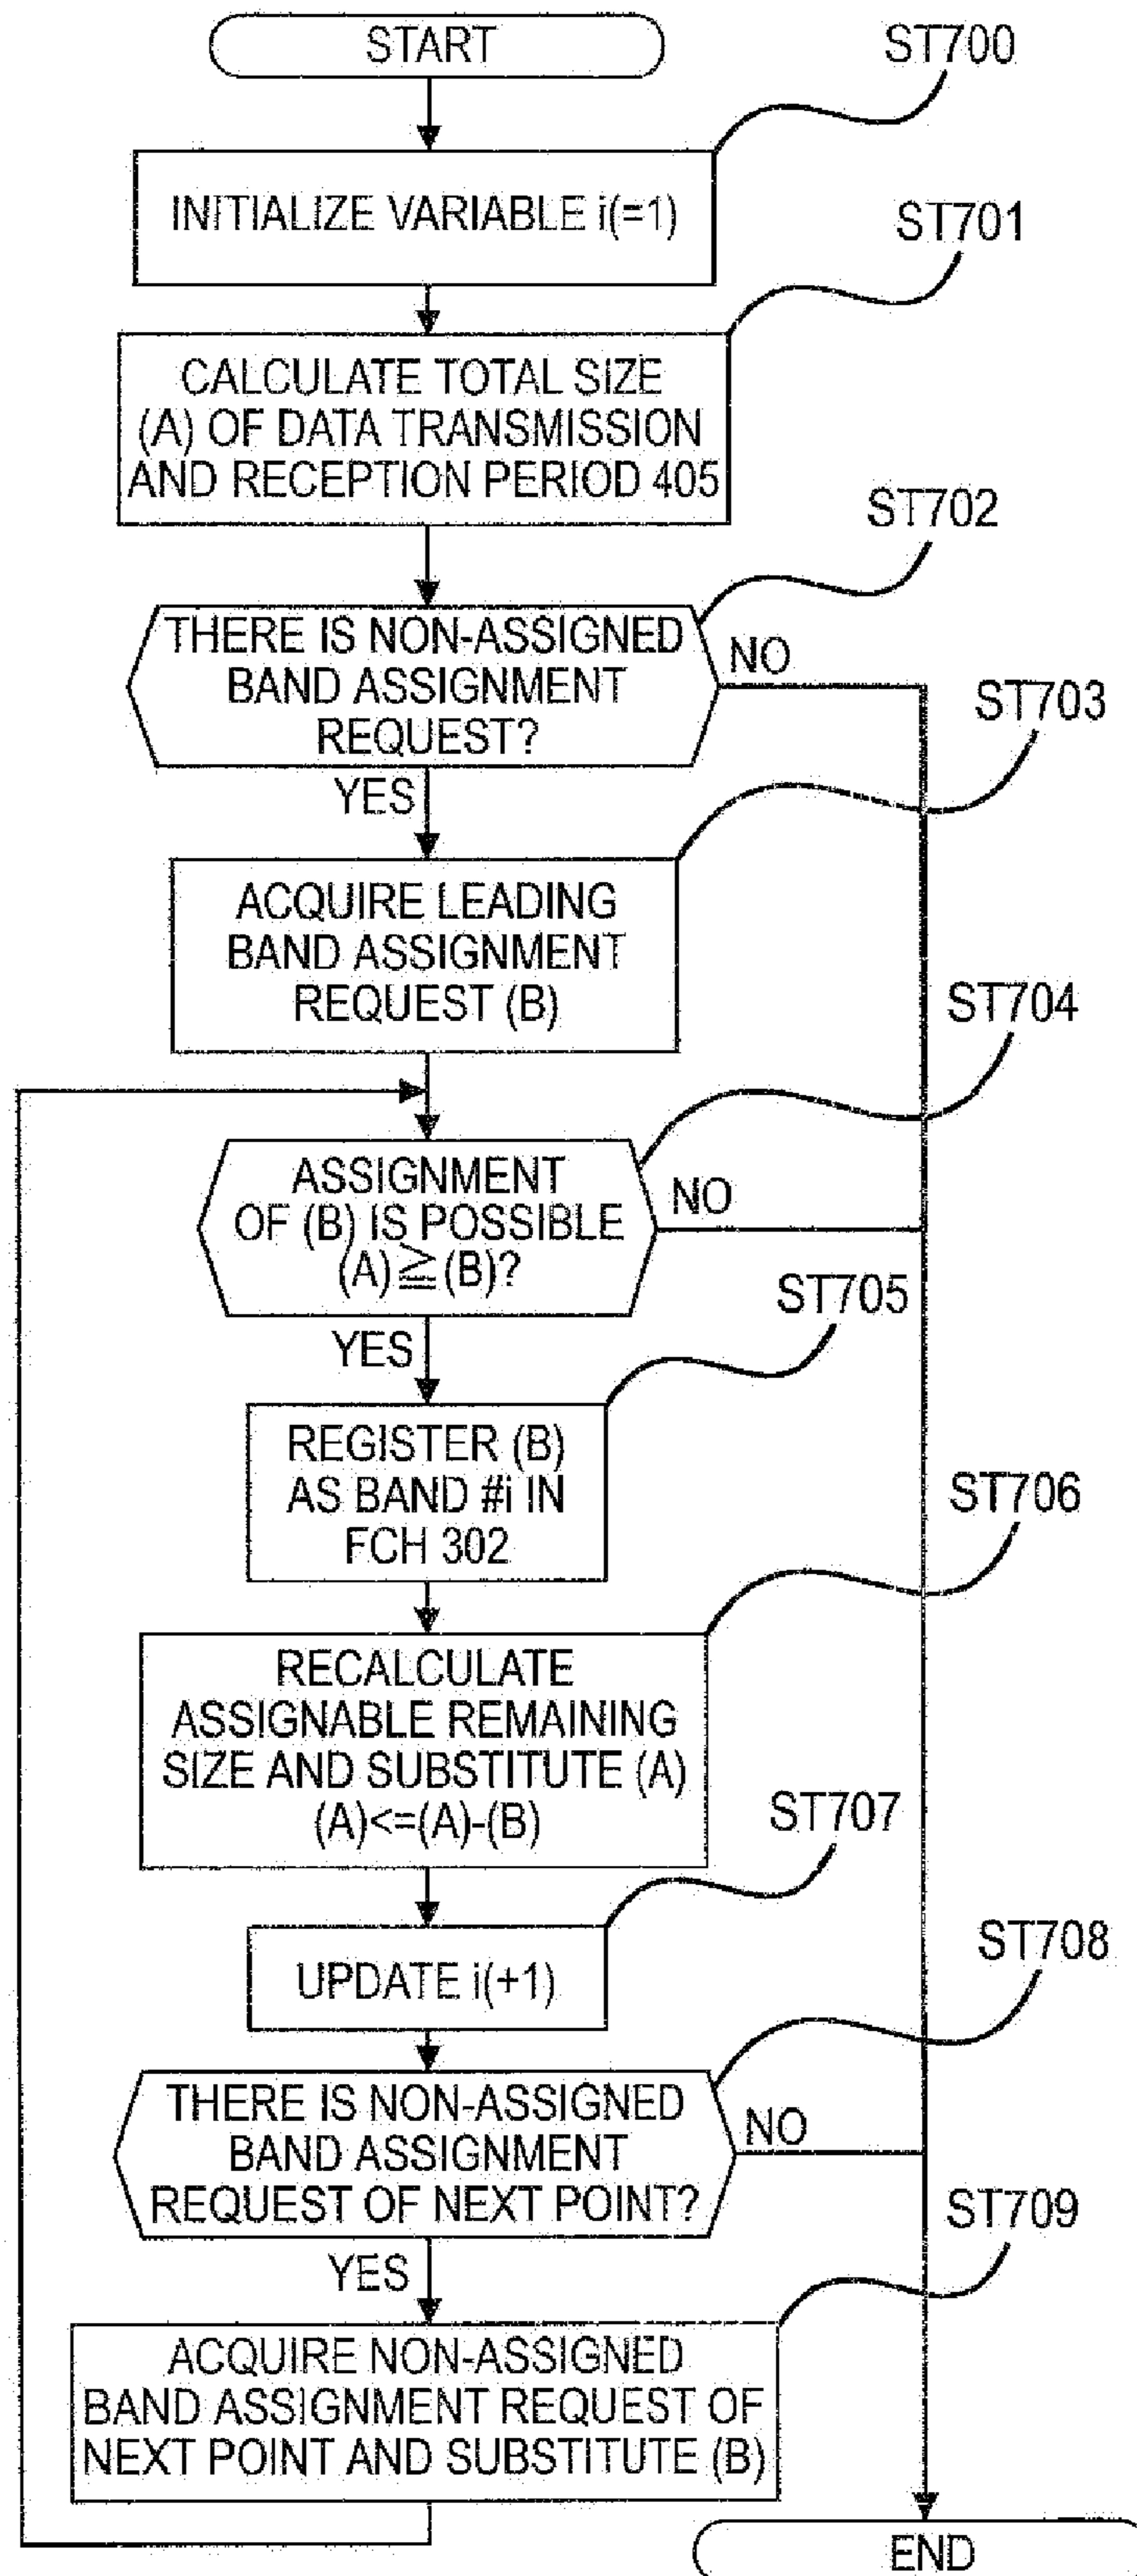 START
ST700
INITIALIZE VARIABLE i(=1)
ST701
CALCULATE TOTAL SIZE
(A) OF DATA TRANSMISSION
AND RECEPTION PERIOD 405
ST702
THERE IS NON-ASSIGNED
BAND ASSIGNMENT
REQUEST?
NO
YES
ST703
ACQUIRE LEADING
BAND ASSIGNMENT
REQUEST (B)
ST704
ASSIGNMENT
OF (B) IS POSSIBLE
(A)≧(B)?
NO
YES
ST705
REGISTER (B)
AS BAND #i IN
FCH 302
ST706
RECALCULATE
ASSIGNABLE REMAINING
SIZE AND SUBSTITUTE (A)
(A)<=(A)-(B)
ST707
UPDATE i(+1)
ST708
THERE IS NON-ASSIGNED
BAND ASSIGNMENT
REQUEST OF NEXT POINT?
NO
YES
ST709
ACQUIRE NON-ASSIGNED
BAND ASSIGNMENT REQUEST OF
NEXT POINT AND SUBSTITUTE (B)
END